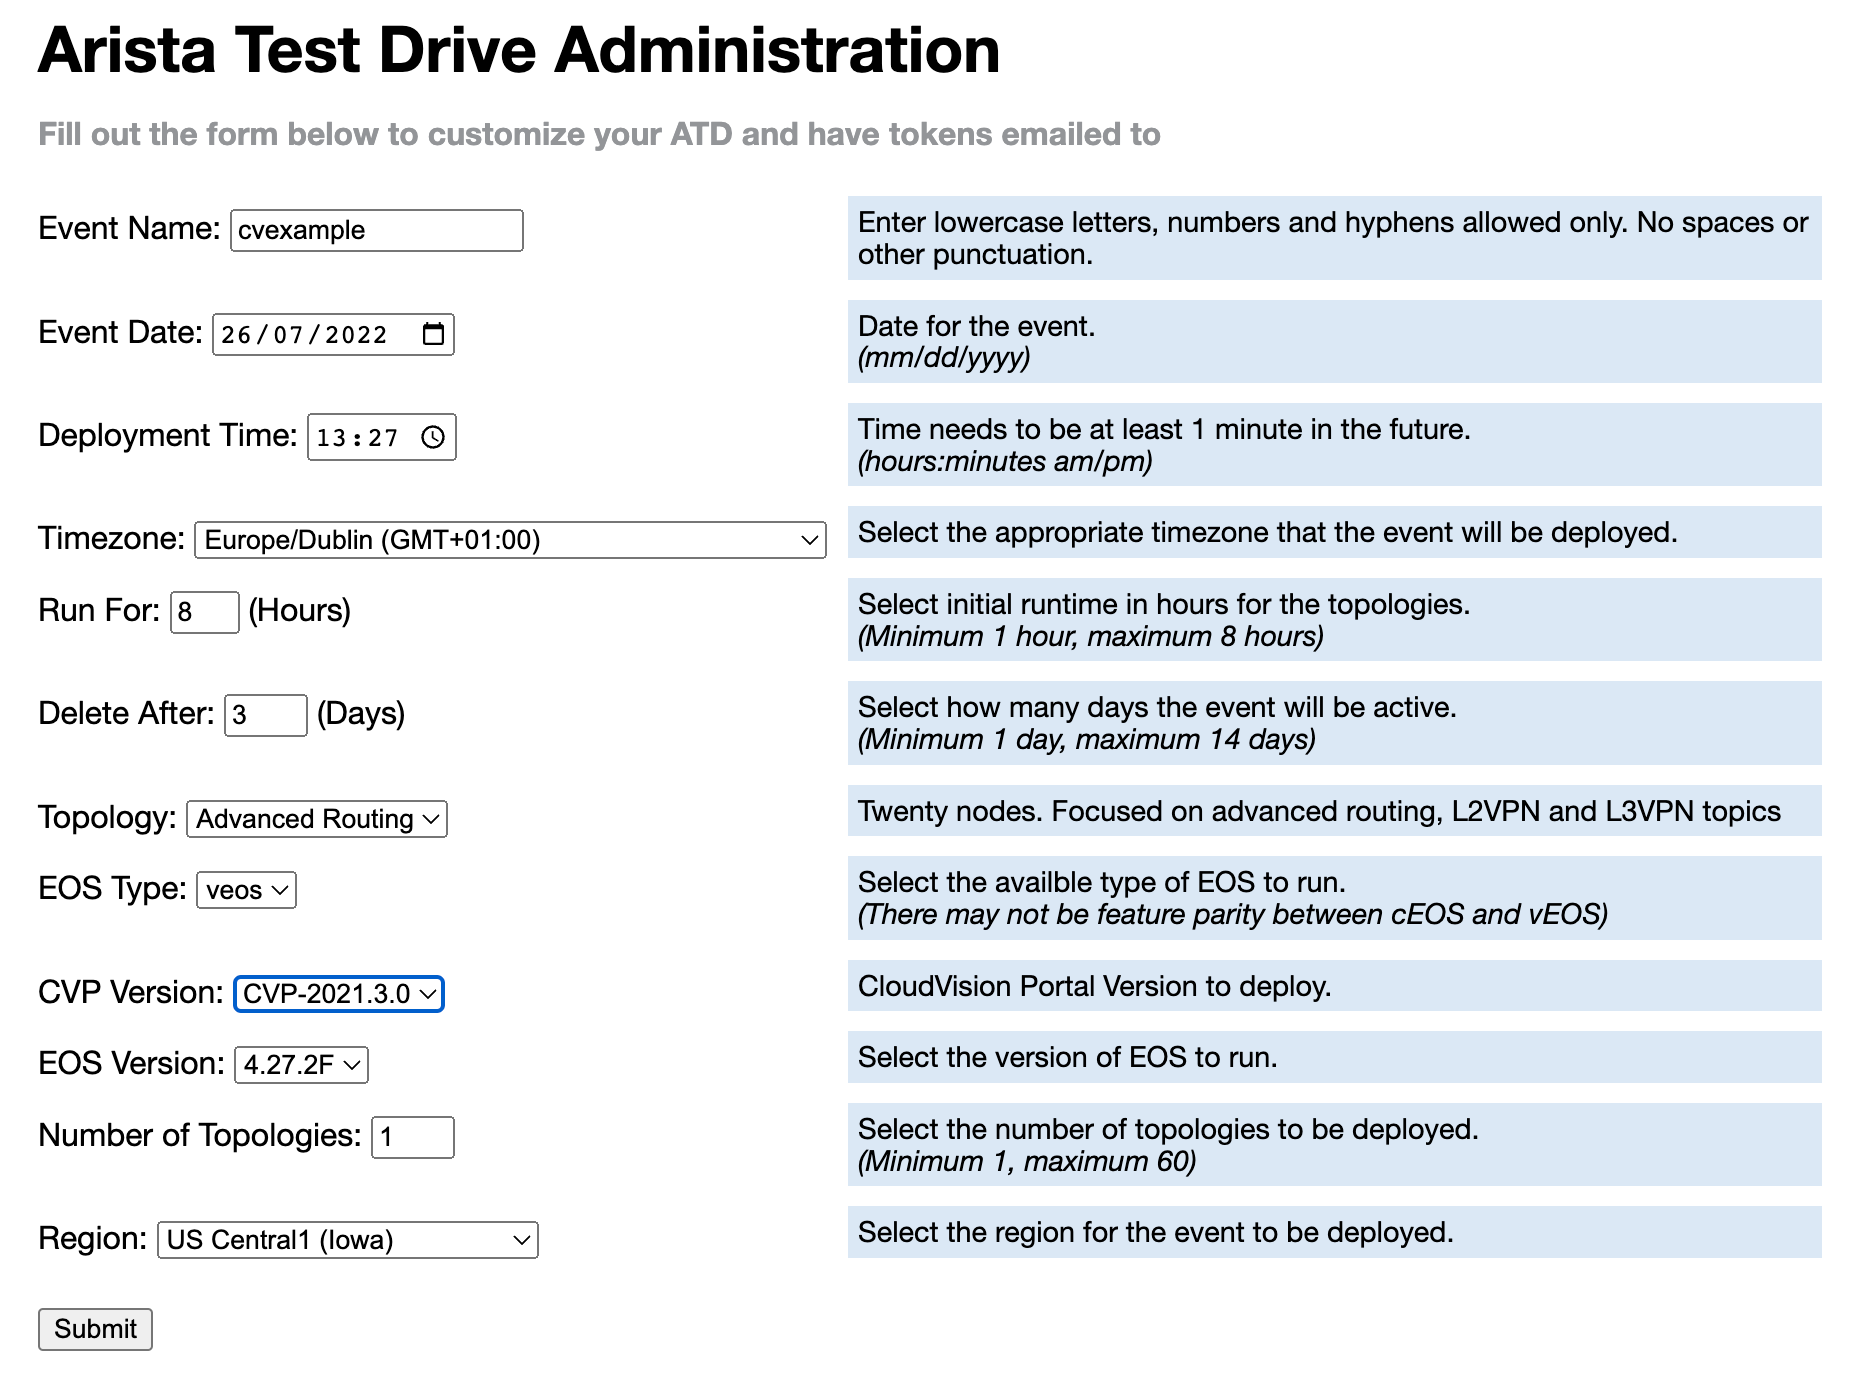 Arista Test Drive Administration
Fill out the form below to customize your ATD and have tokens emailed to
Event Name: cvexample
Enter lowercase letters, numbers and hyphens allowed only. No spaces or
other punctuation.
Event Date: 26/07/2022
Date for the event.
(mm/dd/yyyy)
Deployment Time: 13:27
Time needs to be at least 1 minute in the future.
(hours:minutes am/pm)
Timezone: Europe/Dublin (GMT+01:00)
Select the appropriate timezone that the event will be deployed.
Run For: 8 (Hours)
Select initial runtime in hours for the topologies.
(Minimum 1 hour, maximum 8 hours)
Delete After: 3 (Days)
Select how many days the event will be active.
(Minimum 1 day, maximum 14 days)
Topology: Advanced Routing
Twenty nodes. Focused on advanced routing, L2VPN and L3VPN topics
EOS Type: veos
Select the availble type of EOS to run.
(There may not be feature parity between cEOS and vEOS)
CVP Version: CVP-2021.3.0
CloudVision Portal Version to deploy.
EOS Version: 4.27.2F
Select the version of EOS to run.
Number of Topologies: 1
Select the number of topologies to be deployed.
(Minimum 1, maximum 60)
Region: US Central1 (Iowa)
Select the region for the event to be deployed.
Submit